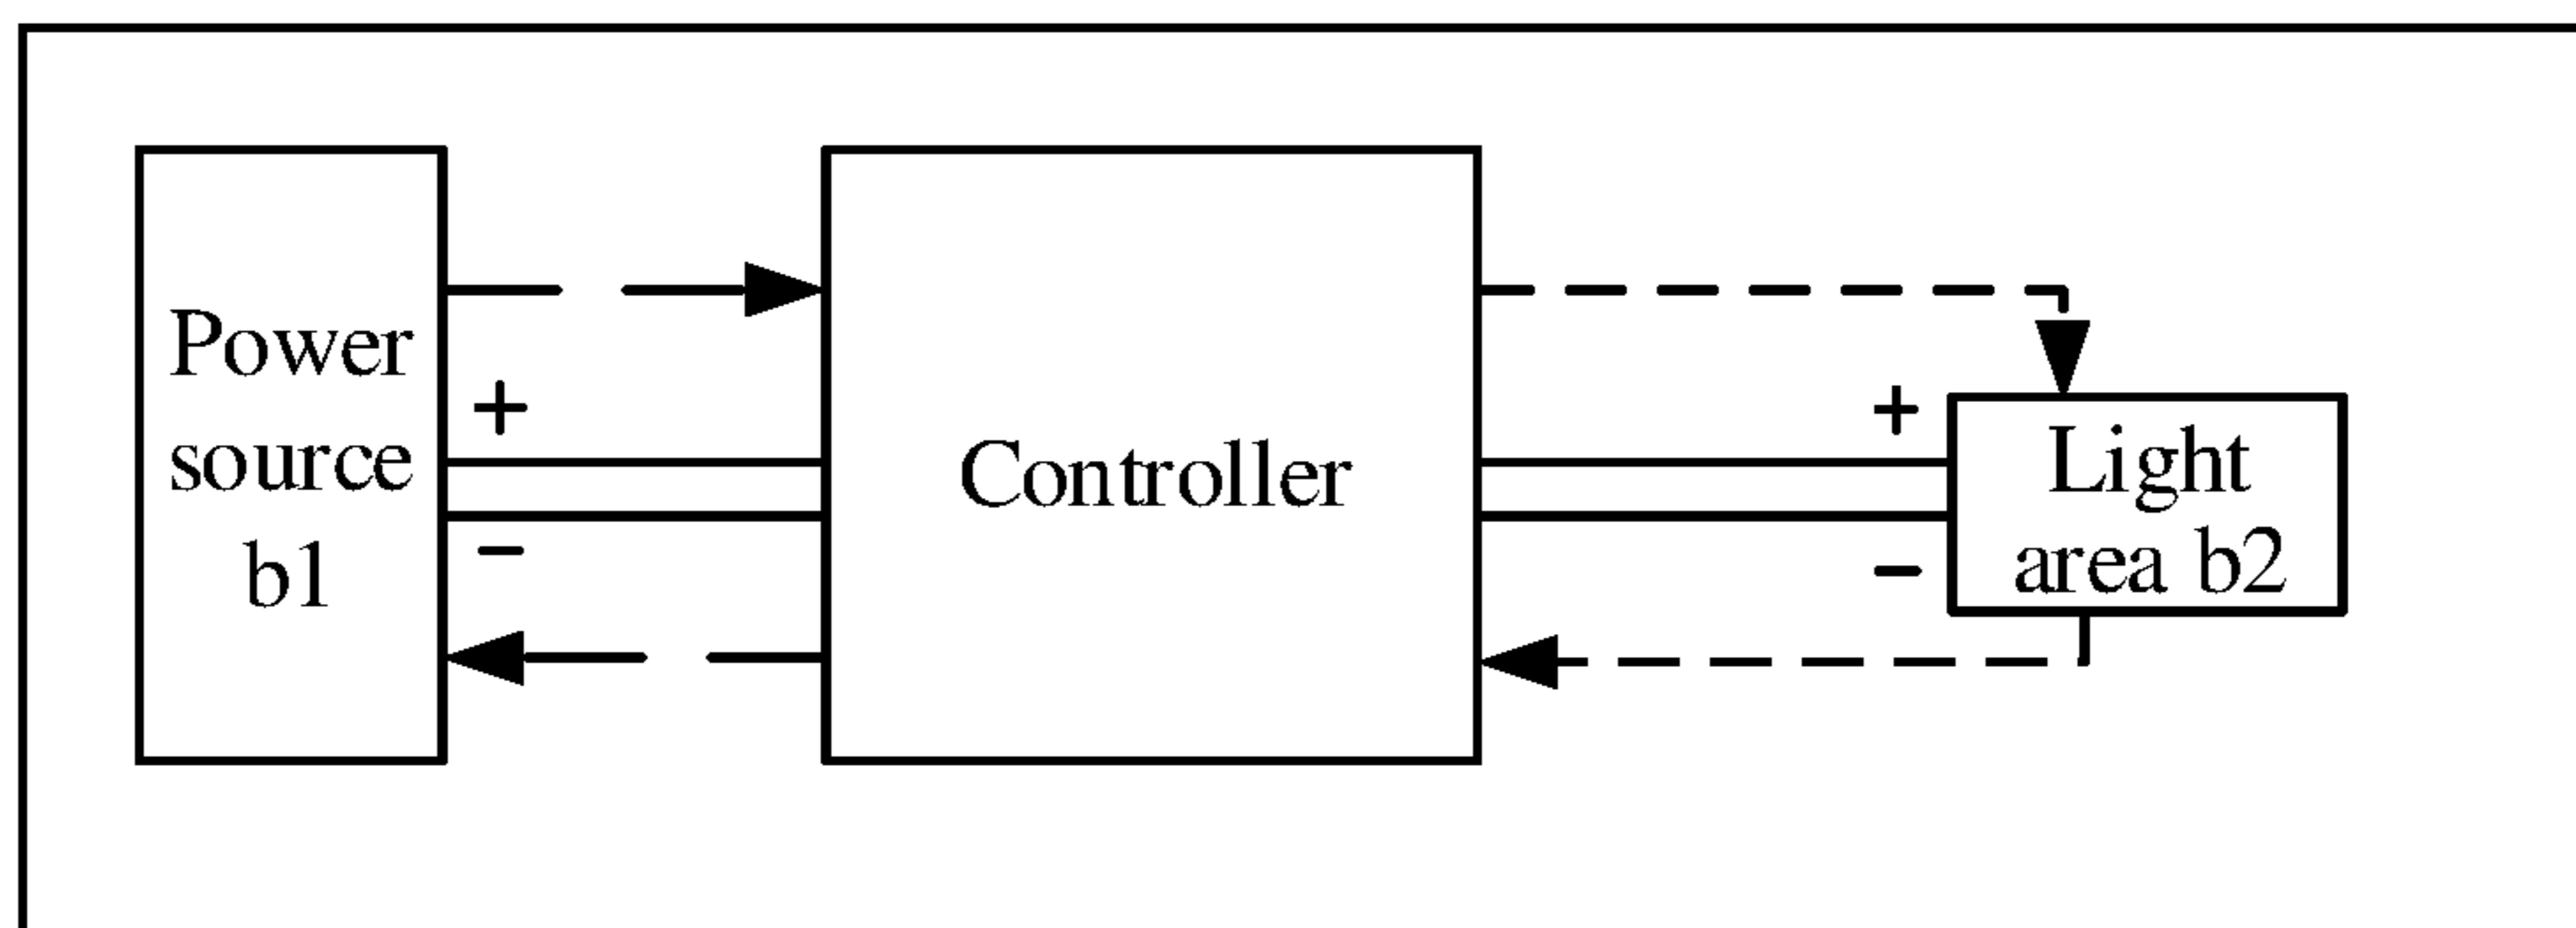 Power
source
b1
+
−
Controller
+
−
Light
area b2